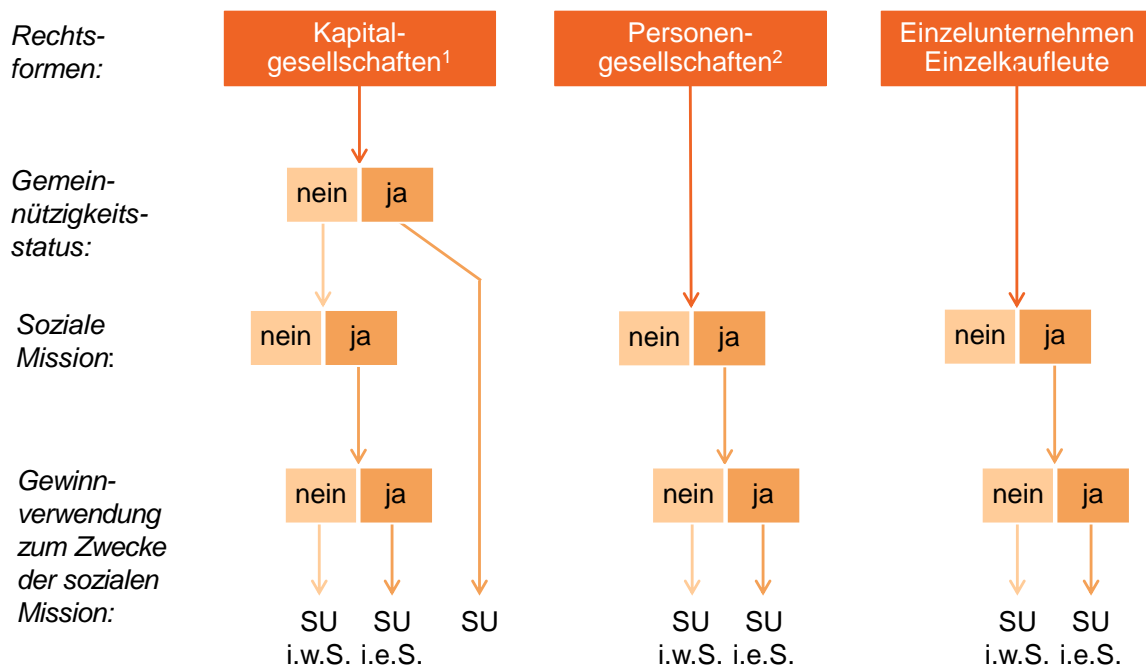 Rechts-
formen:
Kapital-
gesellschaften¹
Personen-
gesellschaften²
Einzelunternehmen
Einzelkaufleute
Gemein-
nützigkeits-
status:
nein ja
Soziale
Mission:
nein ja
nein ja
nein ja
Gewinn-
verwendung
zum Zwecke
der sozialen
Mission:
nein ja
nein ja
nein ja
SU SU SU SU SU SU SU
i.w.S. i.e.S. i.w.S. i.e.S. i.w.S. i.e.S.